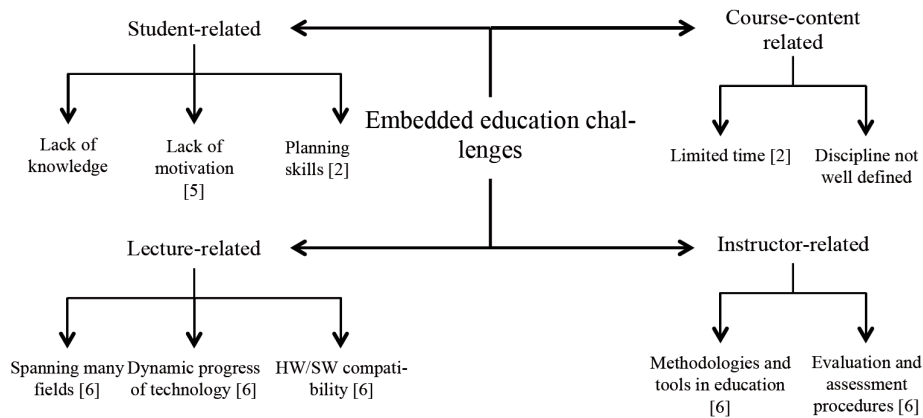 Student-related
Course-content
related
Embedded education chal-
lenges
Lack of
knowledge
Lack of
motivation
[5]
Planning
skills [2]
Limited time [2]
Discipline not
well defined
Lecture-related
Instructor-related
Spanning many
fields [6]
Dynamic progress
of technology [6]
HW/SW compati-
bility [6]
Methodologies and
tools in education
[6]
Evaluation and
assessment
procedures [6]